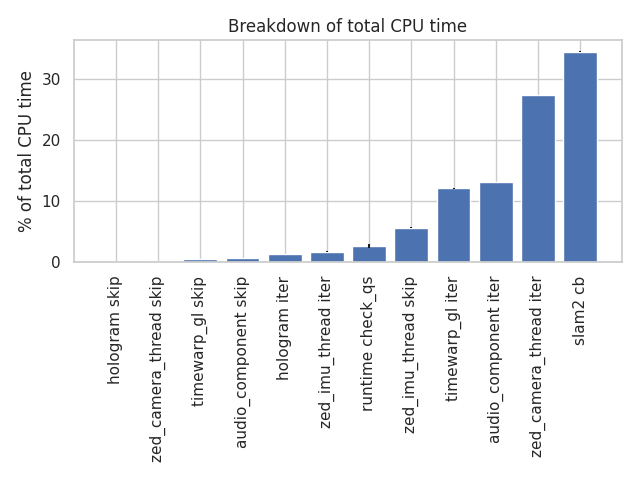 Breakdown of total CPU time
% of total CPU time
30
20
10
0
hologram skip
zed_camera_thread skip
timewarp_gl skip
audio_component skip
hologram iter
zed_imu_thread iter
runtime check_qs
zed_imu_thread skip
timewarp_gl iter
audio_component iter
zed_camera_thread iter
slam2 cb